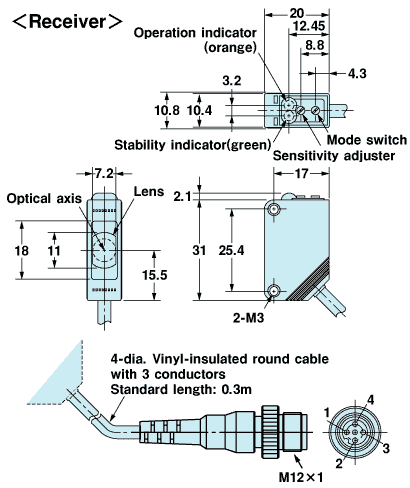 <Receiver>
20
Operation indicator
(orange)
12.45
8.8
4.3
3.2
10.8
10.4
Mode switch
Stability indicator(green)
Sensitivity adjuster
7.2
Lens
Optical axis
2.1
17
18
11
15.5
31
25.4
2-M3
4-dia. Vinyl-insulated round cable
with 3 conductors
Standard length: 0.3m
1
4
3
2
M12×1